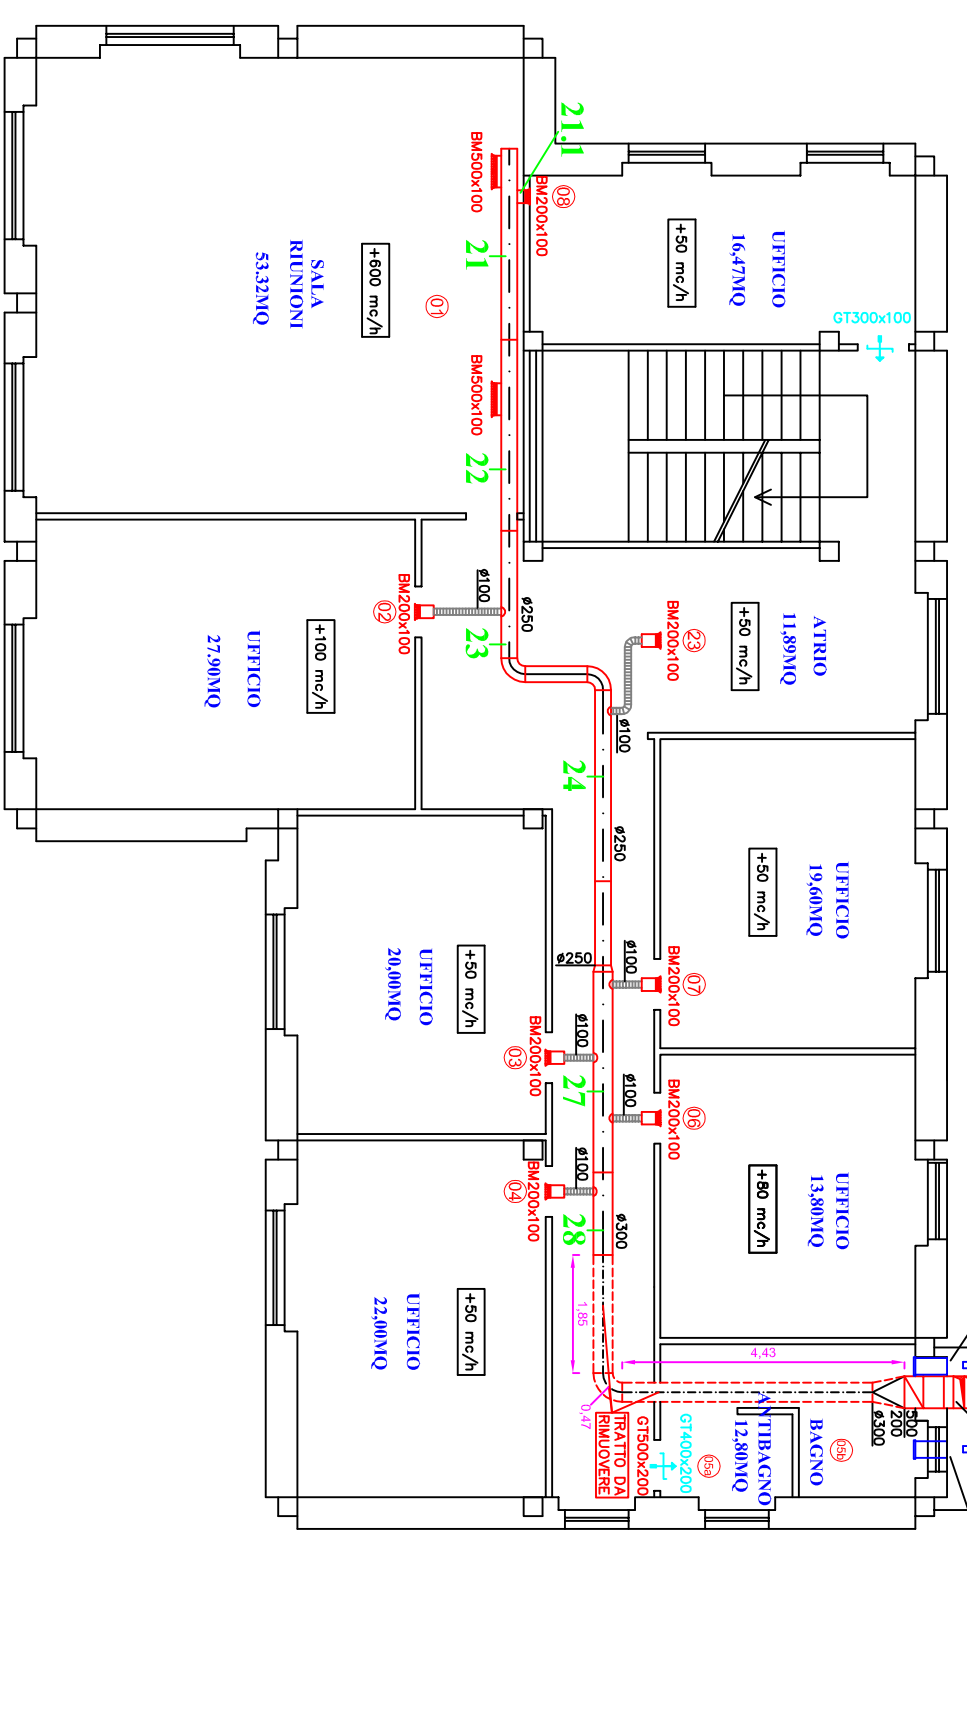 21.1
08
BM200x100
BM500x100
21
SALA
RIUNIONI
53.32MQ
+600 mc/h
01
BM500x100
22
UFFICIO
16,47MQ
+50 mc/h
GT300x100
ATRIO
11,89MQ
+50 mc/h
23
BM200x100
ø100
ø250
ø100
BM200x100
02
23
UFFICIO
27.90MQ
+100 mc/h
24
ø250
UFFICIO
19,60MQ
+50 mc/h
07
BM200x100
ø100
ø250
UFFICIO
20,00MQ
+50 mc/h
ø100
BM200x100
03
27
06
BM200x100
ø100
UFFICIO
13,80MQ
+80 mc/h
ø100
BM200x100
04
28
ø300
UFFICIO
22,00MQ
+50 mc/h
1,85
4,43
0,47
TRATTO DA
RIMUOVERE
GT500x200
GT400x200
05a
ANTIBAGNO
12,80MQ
BAGNO
05b
500
200
ø300